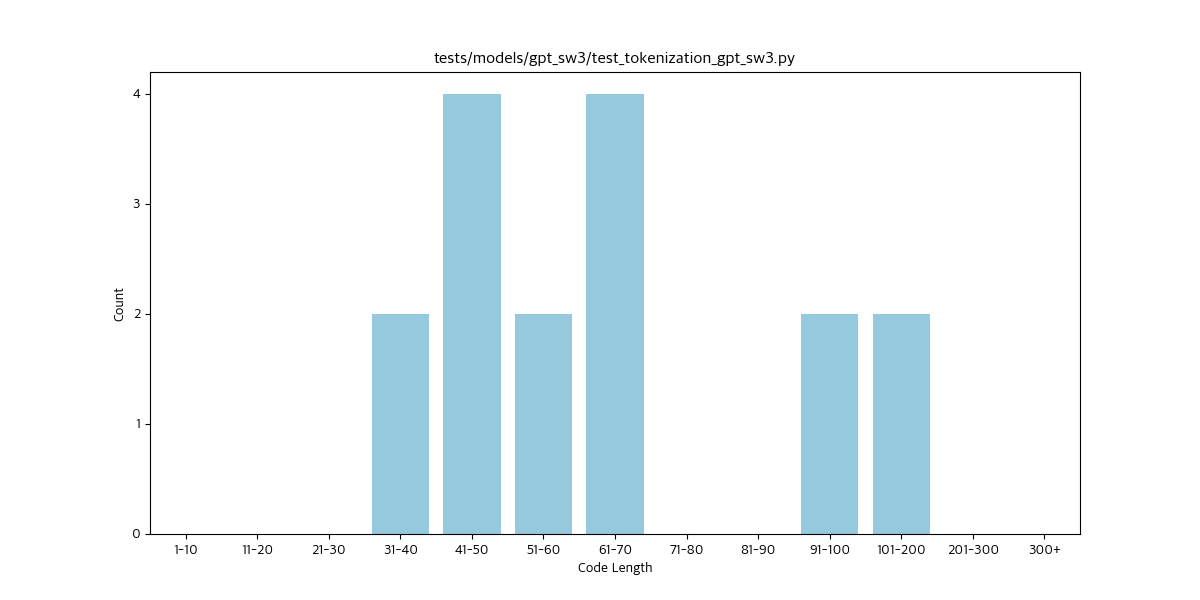 tests/models/gpt_sw3/test_tokenization_gpt_sw3.py
4
3
2
1
0
Count
1-10 11-20 21-30 31-40 41-50 51-60 61-70 71-80 81-90 91-100 101-200 201-300 300+
Code Length